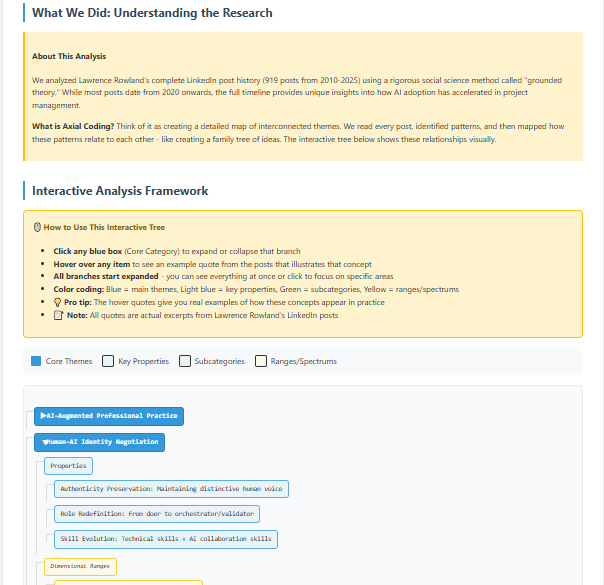 What We Did: Understanding the Research
About This Analysis
We analyzed Lawrence Rowland's complete LinkedIn post history (919 posts from 2010-2025) using a rigorous social science method called "grounded
theory." While most posts date from 2020 onwards, the full timeline provides unique insights into how AI adoption has accelerated in project
management.
What is Axial Coding? Think of it as creating a detailed map of interconnected themes. We read every post, identified patterns, and then mapped how
these patterns relate to each other - like creating a family tree of ideas. The interactive tree below shows these relationships visually.
Interactive Analysis Framework
How to Use This Interactive Tree
Click any blue box (Core Category) to expand or collapse that branch
Hover over any item to see an example quote from the posts that illustrates that concept
All branches start expanded - you can see everything at once or click to focus on specific areas
Color coding: Blue = main themes, Light blue = key properties, Green = subcategories, Yellow = ranges/spectrums
Pro tip: The hover quotes give you real examples of how these concepts appear in practice
Note: All quotes are actual excerpts from Lawrence Rowland's LinkedIn posts
Core Themes Key Properties Subcategories Ranges/Spectrums
AI-Augmented Professional Practice
Human-AI Identity Negotiation
Properties
Authenticity Preservation: Maintaining distinctive human voice
Role Redefinition: From doer to orchestrator/validator
Skill Evolution: Technical skills + AI collaboration skills
Dimensional Ranges